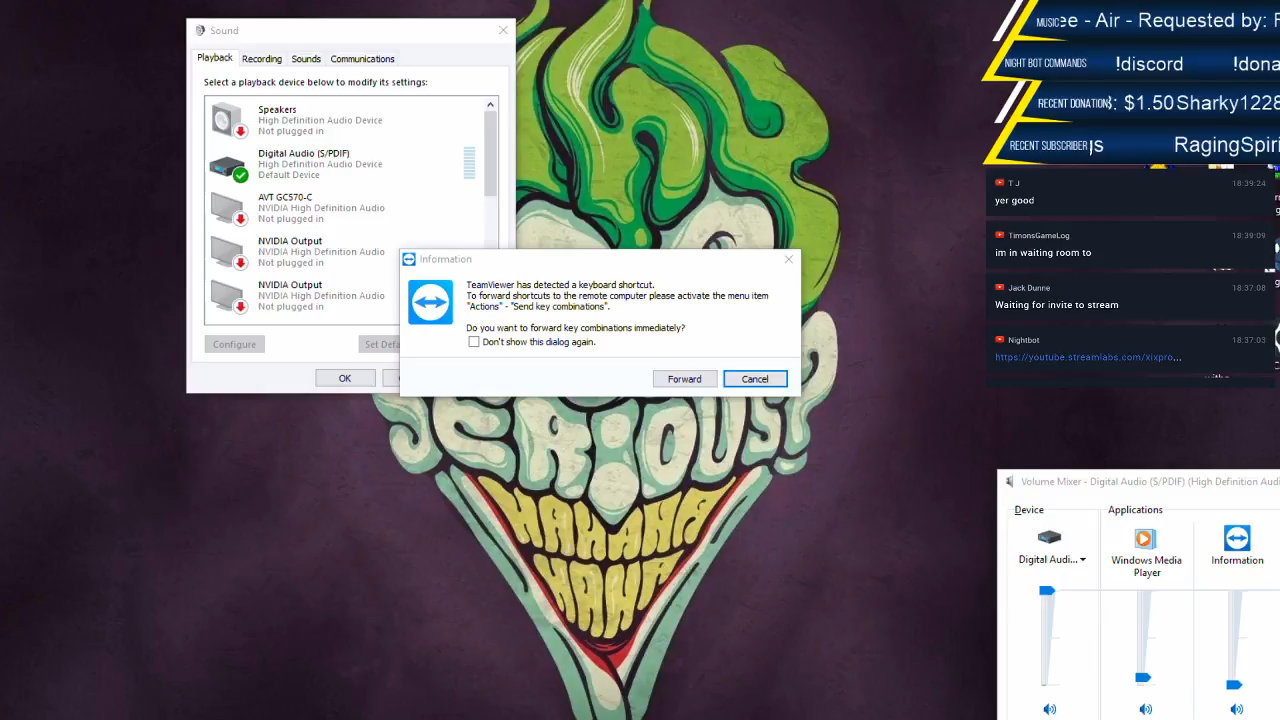 Sound
Playback
Recording
Sounds
Communications
Select a playback device below to modify its settings:
Speakers
High Definition Audio Device
Not plugged in
Digital Audio (S/PDIF)
High Definition Audio Device
Default Device
AVT GC570-C
NVIDIA High Definition Audio
Not plugged in
NVIDIA Output
NVIDIA High Definition Audio
Not plugged in
NVIDIA Output
NVIDIA High Definition Audio
Not plugged in
Configure
Set Defa
OK
Information
TeamViewer has detected a keyboard shortcut.
To forward shortcuts to the remote computer please activate the menu item
"Actions" - "Send key combinations".
Do you want to forward key combinations immediately?
Don't show this dialog again.
Forward
Cancel
SERIOUS?
HAHAHA
HAHA
MUSIC: ee - Air - Requested by: F
NIGHT BOT COMMANDS !discord !dona
RECENT DONATION: $1.50 Sharky1228
RECENT SUBSCRIBER RagingSpiri
T J 18:39:24
yer good
TimonsGameLog 18:39:09
im in waiting room to
Jack Dunne 18:37:08
Waiting for invite to stream
Nightbot 18:37:03
https://youtube.streamlabs.com/xixpro...
Volume Mixer - Digital Audio (S/PDIF) (High Definition Audi
Device
Applications
Digital Audi...
Windows Media
Player
Information